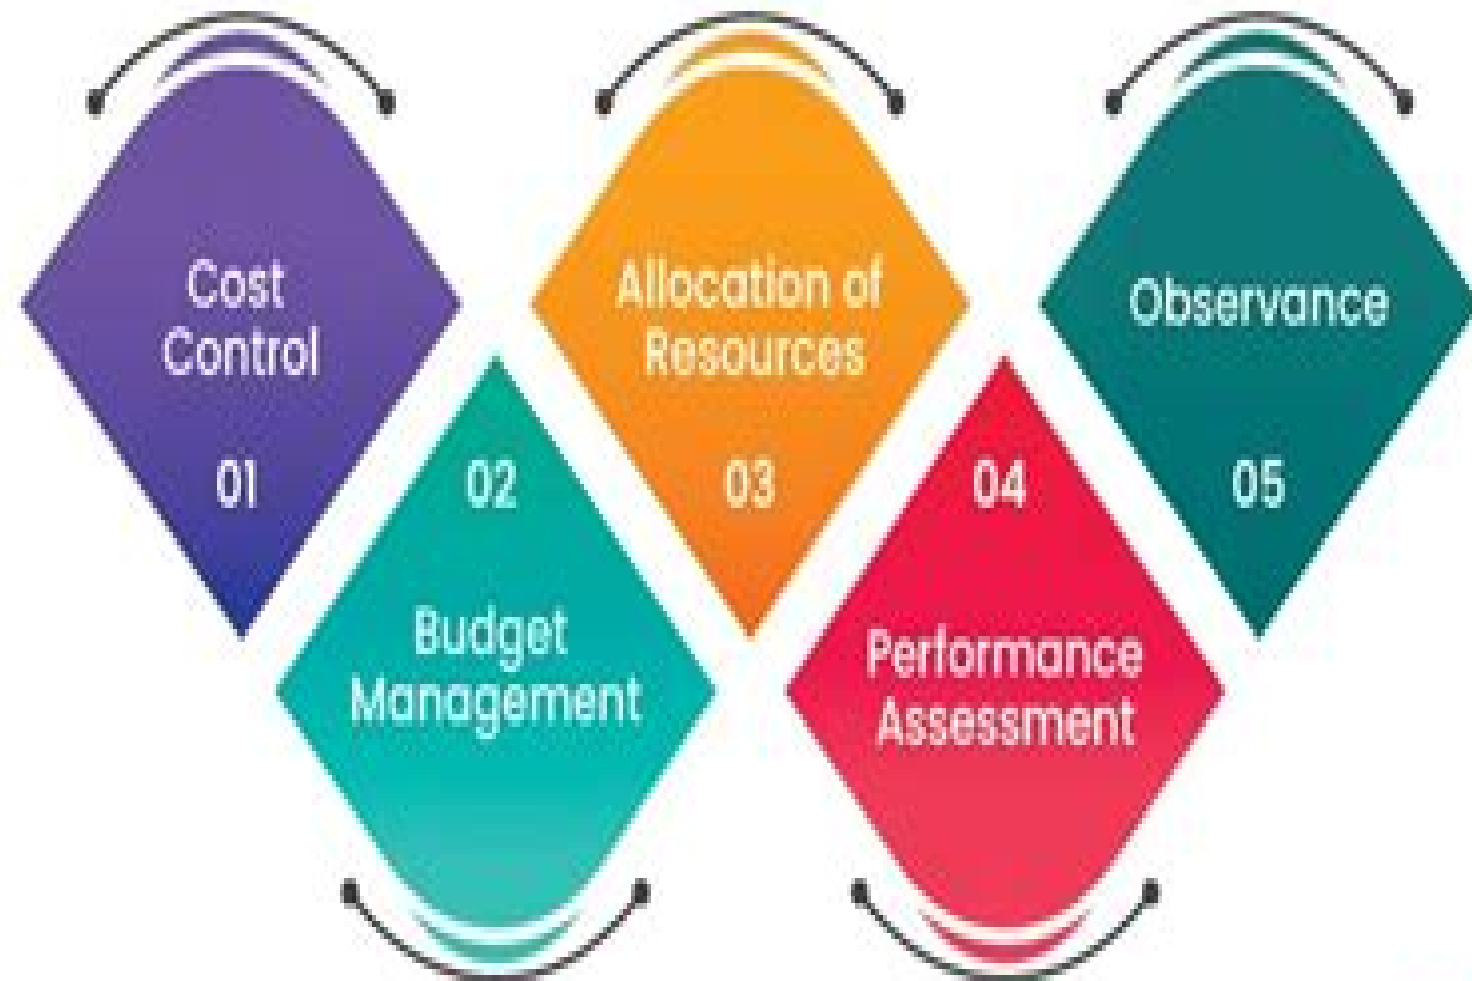 Cost
Control
01
02
Budget
Management
Allocation of
Resources
03
04
Performance
Assessment
Observance
05